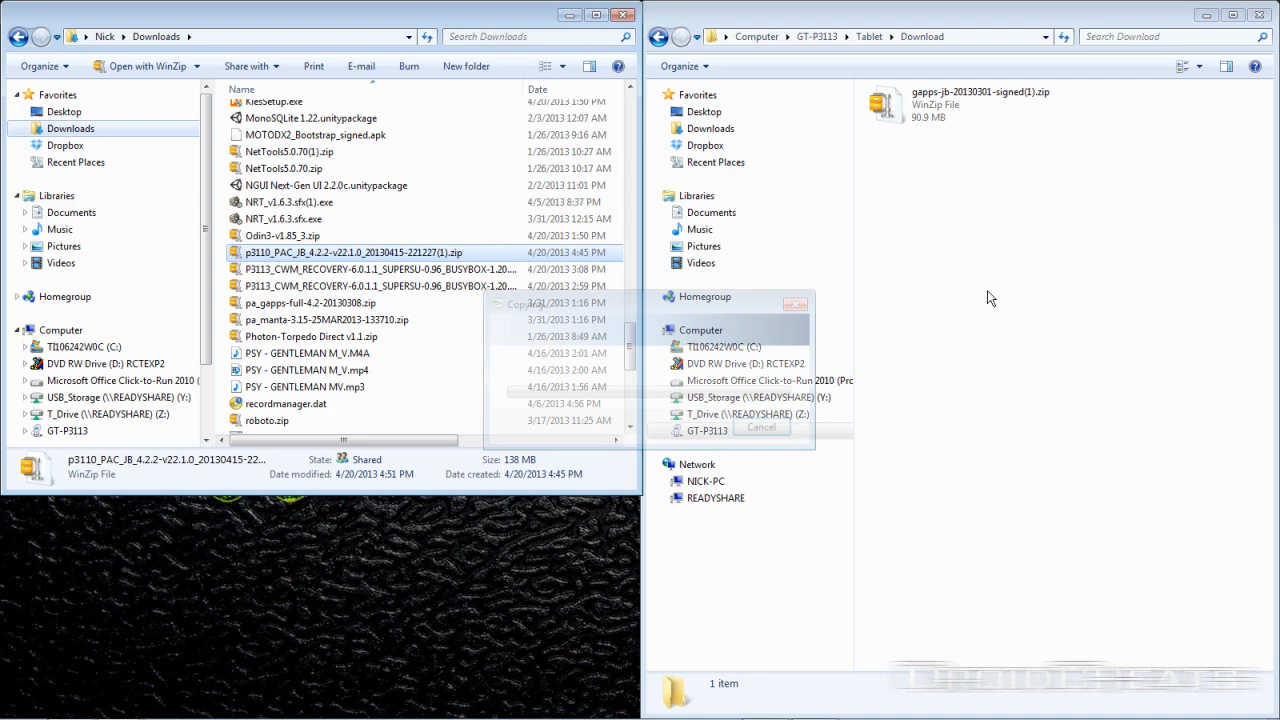 Nick ▸ Downloads ▸
Search Downloads
Organize
Open with WinZip
Share with
Print
E-mail
Burn
New folder
Favorites
Desktop
Downloads
Dropbox
Recent Places
Libraries
Documents
Music
Pictures
Videos
Homegroup
Computer
TI106242W0C (C:)
DVD RW Drive (D:) RCTEXP2
Microsoft Office Click-to-Run 2010 (
USB_Storage (\\READYSHARE) (Y:)
T_Drive (\\READYSHARE) (Z:)
GT-P3113
Name Date
KiesSetup.exe 4/20/2013 1:50 PM
MonoSQLite 1.22.unitypackage 2/3/2013 12:07 AM
MOTODX2_Bootstrap_signed.apk 1/26/2013 9:16 AM
NetTools5.0.70(1).zip 1/26/2013 10:27 AM
NetTools5.0.70.zip 1/26/2013 10:17 AM
NGUI Next-Gen UI 2.2.0c.unitypackage 2/2/2013 11:01 PM
NRT_v1.6.3.sfx(1).exe 4/5/2013 8:37 PM
NRT_v1.6.3.sfx.exe 3/31/2013 12:15 AM
Odin3-v1.85_3.zip 4/20/2013 1:50 PM
p3110_PAC_JB_4.2.2-v22.1.0_20130415-221227(1).zip 4/20/2013 4:45 PM
P3113_CWM_RECOVERY-6.0.1.1_SUPERSU-0.96_BUSYBOX-1.20.... 4/20/2013 3:08 PM
P3113_CWM_RECOVERY-6.0.1.1_SUPERSU-0.96_BUSYBOX-1.20.... 4/20/2013 2:59 PM
pa_gapps-full-4.2-20130308.zip 3/31/2013 1:16 PM
pa_manta-3.15-25MAR2013-133710.zip 3/31/2013 1:16 PM
Photon-Torpedo Direct v1.1.zip 1/26/2013 8:49 AM
PSY - GENTLEMAN M_V.M4A 4/16/2013 2:01 AM
PSY - GENTLEMAN M_V.mp4 4/16/2013 2:00 AM
PSY - GENTLEMAN MV.mp3 4/16/2013 1:56 AM
recordmanager.dat 4/6/2013 4:56 PM
roboto.zip 3/17/2013 11:25 AM
p3110_PAC_JB_4.2.2-v22.1.0_20130415-22... State: Shared Size: 138 MB
WinZip File Date modified: 4/20/2013 4:51 PM Date created: 4/20/2013 4:45 PM
Copying...
Cancel
Computer ▸ GT-P3113 ▸ Tablet ▸ Download
Search Download
Organize
Favorites
Desktop
Downloads
Dropbox
Recent Places
Libraries
Documents
Music
Pictures
Videos
Homegroup
Computer
TI106242W0C (C:)
DVD RW Drive (D:) RCTEXP2
Microsoft Office Click-to-Run 2010 (Pro
USB_Storage (\\READYSHARE) (Y:)
T_Drive (\\READYSHARE) (Z:)
GT-P3113
Network
NICK-PC
READYSHARE
gapps-jb-20130301-signed(1).zip
WinZip File
90.9 MB
1 item